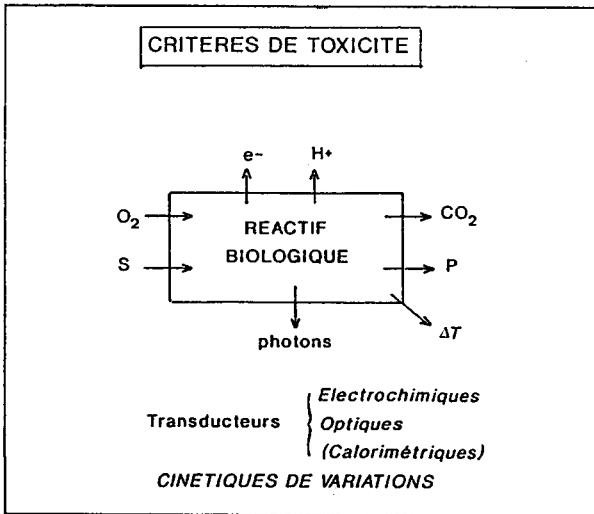 CRITERES DE TOXICITE
e- H+
O2 CO2
REACTIF
BIOLOGIQUE
S P
photons ΔT
Electrochimiques
Transducteurs Optiques
(Calorimétriques)
CINETIQUES DE VARIATIONS